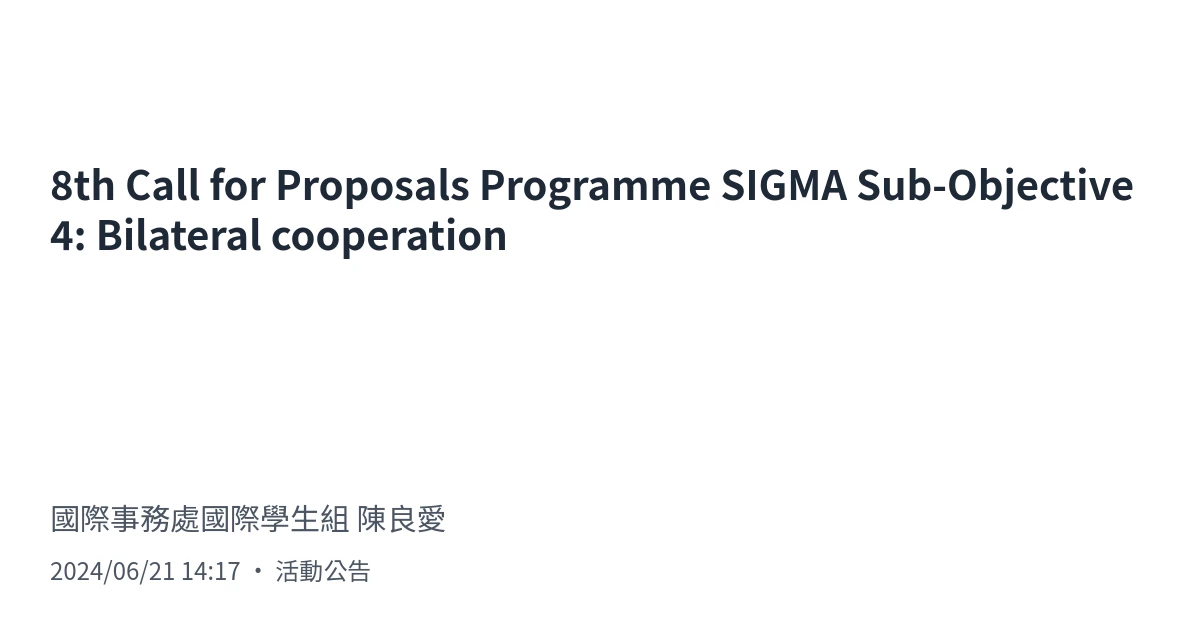 8th Call for Proposals Programme SIGMA Sub-Objective
4: Bilateral cooperation
國際事務處國際學生組 陳良愛
2024/06/21 14:17 • 活動公告